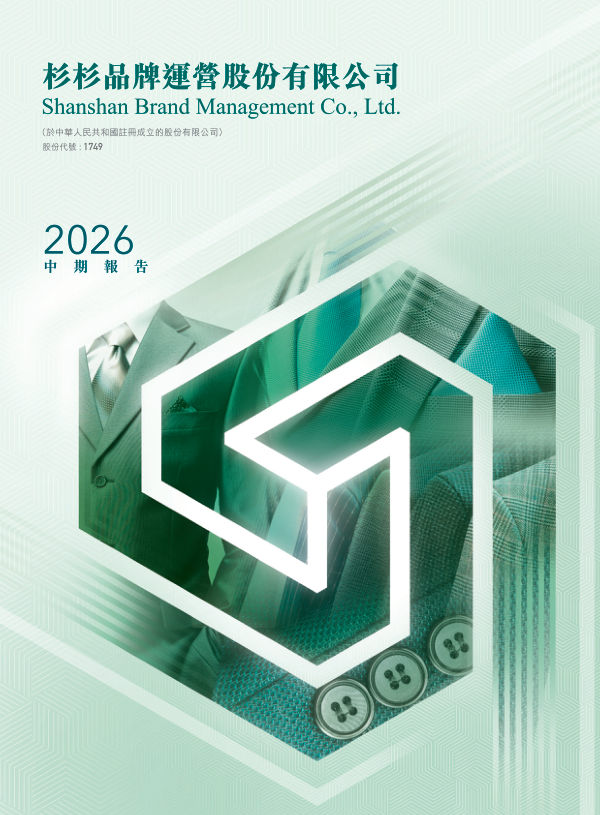 杉杉品牌運營股份有限公司
Shanshan Brand Management Co., Ltd.
(於中華人民共和國註冊成立的股份有限公司)
股份代號 : 1749
2026
中期報告